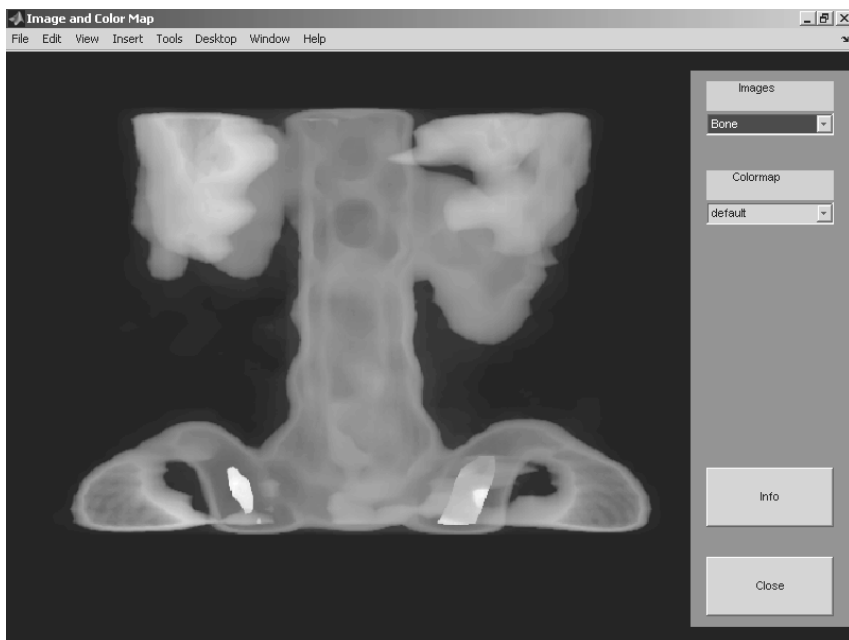 Image and Color Map
File Edit View Insert Tools Desktop Window Help
Images
Bone
Colormap
default
Info
Close